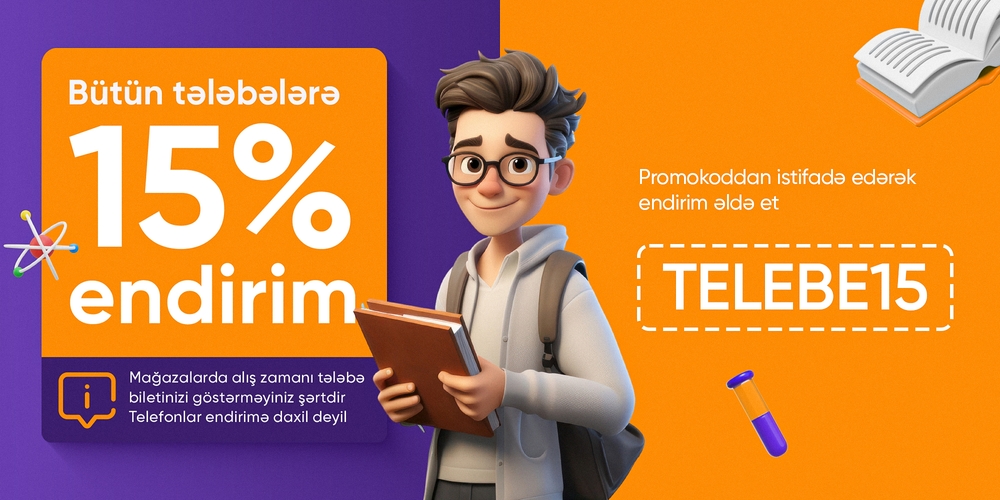 Bütün tələbələrə
15%
endirim
Mağazalarda alış zamanı tələbə
biletinizi göstərməyiniz şərtdir
Telefonlar endirimə daxil deyil
Promokoddan istifadə edərək
endirim əldə et
TELEBE15